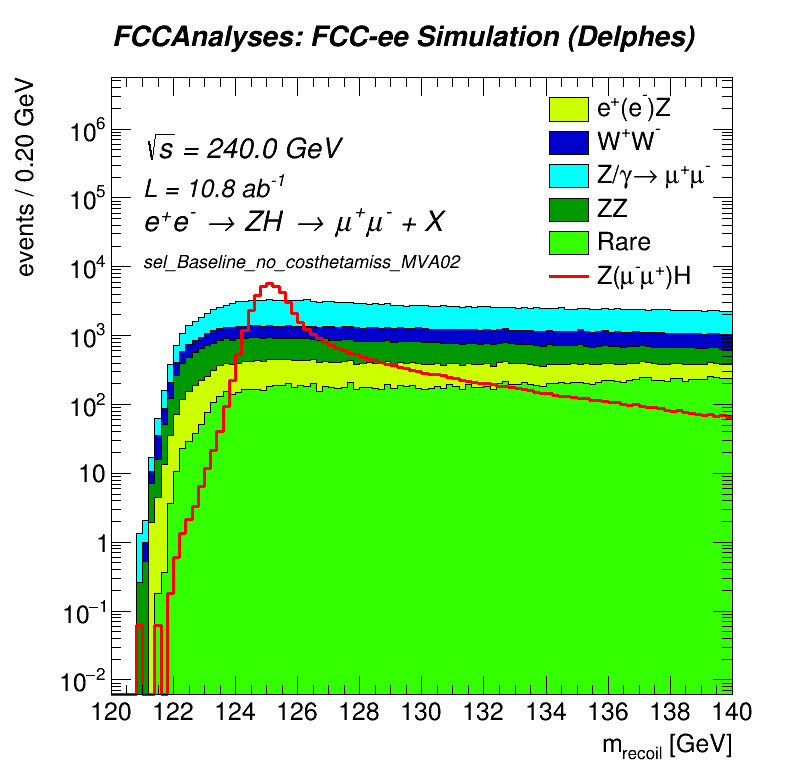 FCCAnalyses: FCC-ee Simulation (Delphes)
events / 0.20 GeV
√s = 240.0 GeV
L = 10.8 ab⁻¹
e⁺e⁻ → ZH → μ⁺μ⁻ + X
sel_Baseline_no_costhetamiss_MVA02
e⁺(e⁻)Z
W⁺W⁻
Z/γ→ μ⁺μ⁻
ZZ
Rare
Z(μ⁻μ⁺)H
10⁶
10⁵
10⁴
10³
10²
10
1
10⁻¹
10⁻²
120 122 124 126 128 130 132 134 136 138 140
m_recoil [GeV]